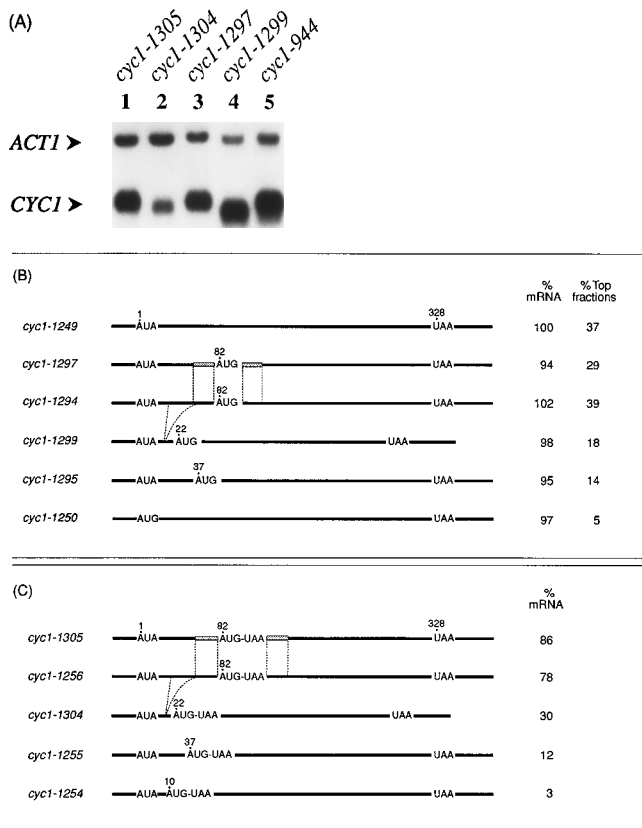 (A)
cyc1-1305 cyc1-1304 cyc1-1297 cyc1-1299 cyc1-944
1 2 3 4 5
ACT1
CYC1
(B)
% mRNA % Top fractions
1 328
cyc1-1249 AUA UAA 100 37
82
cyc1-1297 AUA AUG UAA 94 29
82
cyc1-1294 AUA AUG UAA 102 39
22
cyc1-1299 AUA AUG UAA 98 18
37
cyc1-1295 AUA AUG UAA 95 14
cyc1-1250 AUG UAA 97 5
(C)
% mRNA
1 82 328
cyc1-1305 AUA AUG-UAA UAA 86
82
cyc1-1256 AUA AUG-UAA UAA 78
22
cyc1-1304 AUA AUG-UAA UAA 30
37
cyc1-1255 AUA AUG-UAA UAA 12
10
cyc1-1254 AUA AUG-UAA UAA 3